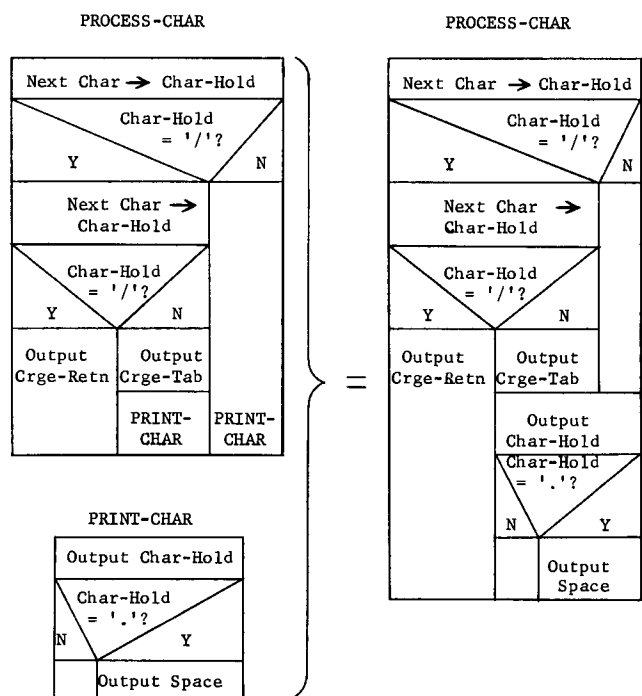 PROCESS-CHAR
Next Char → Char-Hold
Char-Hold
= '/'?
Y
N
Next Char →
Char-Hold
Char-Hold
= '/'?
Y
N
Output
Crge-Retn
Output
Crge-Tab
PRINT-
CHAR
PRINT-
CHAR
PRINT-CHAR
Output Char-Hold
Char-Hold
= '.'?
N
Y
Output Space
=
PROCESS-CHAR
Next Char → Char-Hold
Char-Hold
= '/'?
Y
N
Next Char →
Char-Hold
Char-Hold
= '/'?
Y
N
Output
Crge-Retn
Output
Crge-Tab
Output
Char-Hold
Char-Hold
= '.'?
N
Y
Output
Space